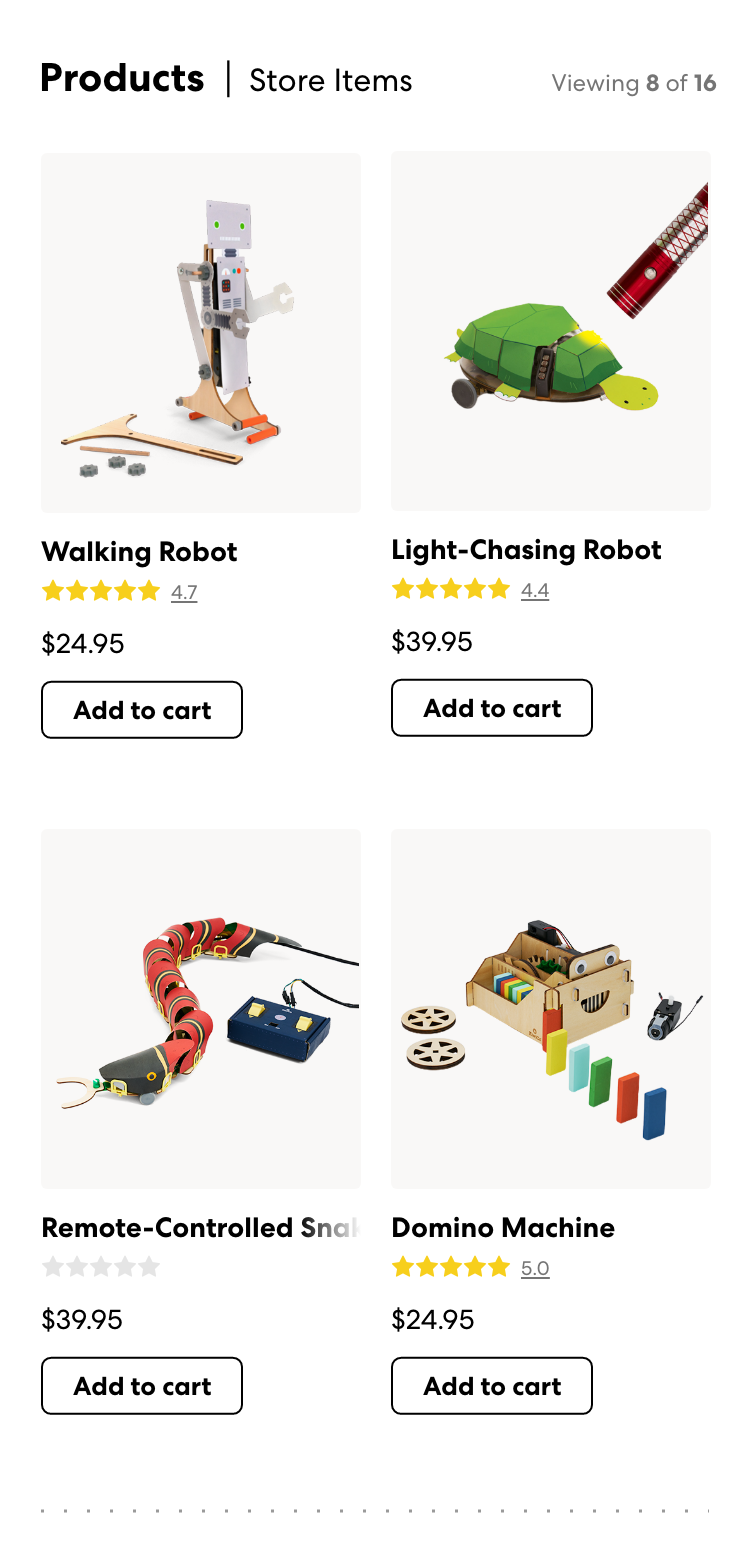 Products | Store Items
Viewing 8 of 16
Walking Robot
4.7
$24.95
Add to cart
Light-Chasing Robot
4.4
$39.95
Add to cart
Remote-Controlled Snak
$39.95
Add to cart
Domino Machine
5.0
$24.95
Add to cart